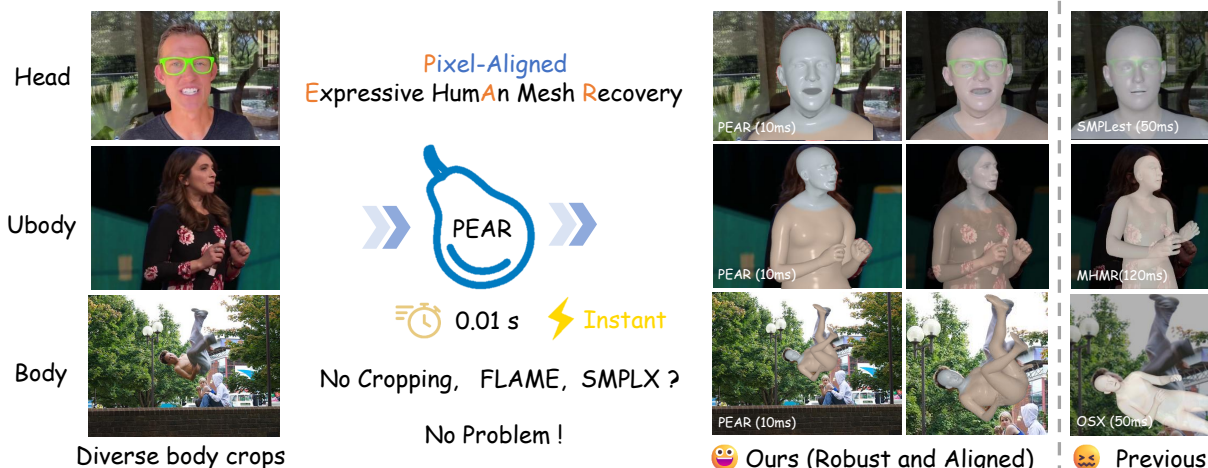 Head
Ubody
Body
Diverse body crops
Pixel-Aligned
Expressive HumAn Mesh Recovery
PEAR
0.01 s
Instant
No Cropping, FLAME, SMPLX ?
No Problem !
PEAR (10ms)
SMPLest (50ms)
PEAR (10ms)
MHMR(120ms)
PEAR (10ms)
OSX (50ms)
Ours (Robust and Aligned)
Previous